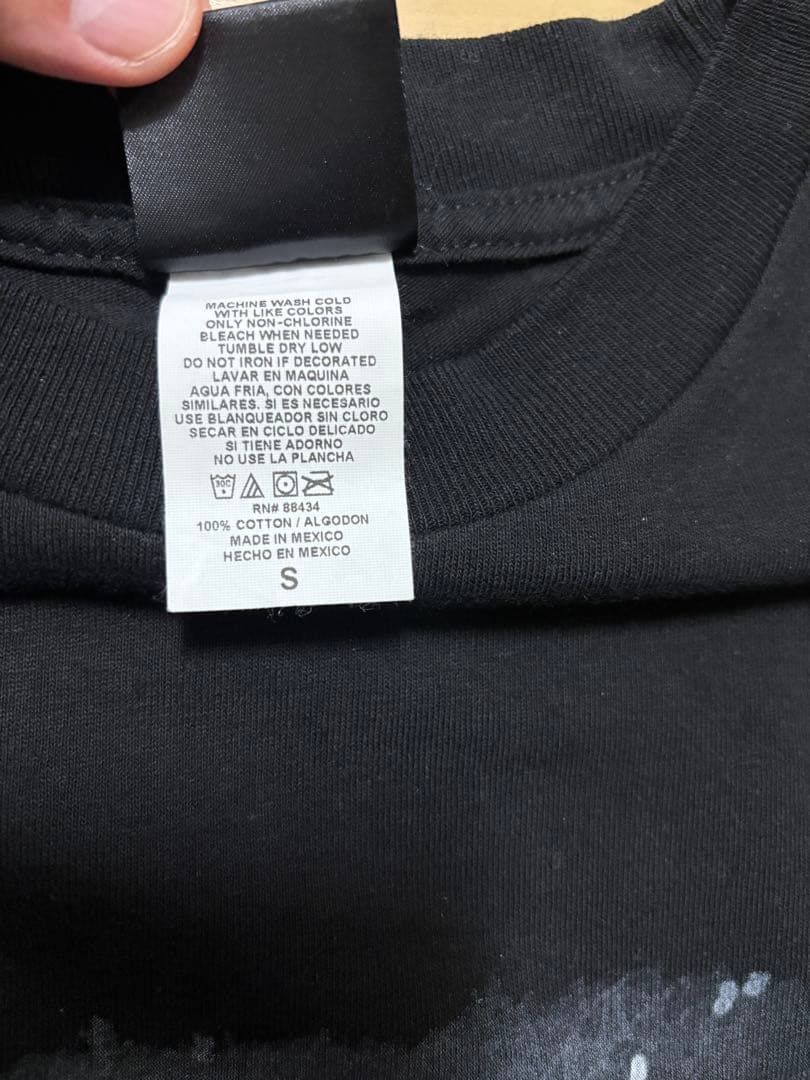 MACHINE WASH COLD
WITH LIKE COLORS
ONLY NON-CHLORINE
BLEACH WHEN NEEDED
TUMBLE DRY LOW
DO NOT IRON IF DECORATED
LAVAR EN MAQUINA
AGUA FRIA, CON COLORES
SIMILARES. SI ES NECESARIO
USE BLANQUEADOR SIN CLORO
SECAR EN CICLO DELICADO
SI TIENE ADORNO
NO USE LA PLANCHA
30C
RN# 88434
100% COTTON / ALGODON
MADE IN MEXICO
HECHO EN MEXICO
S